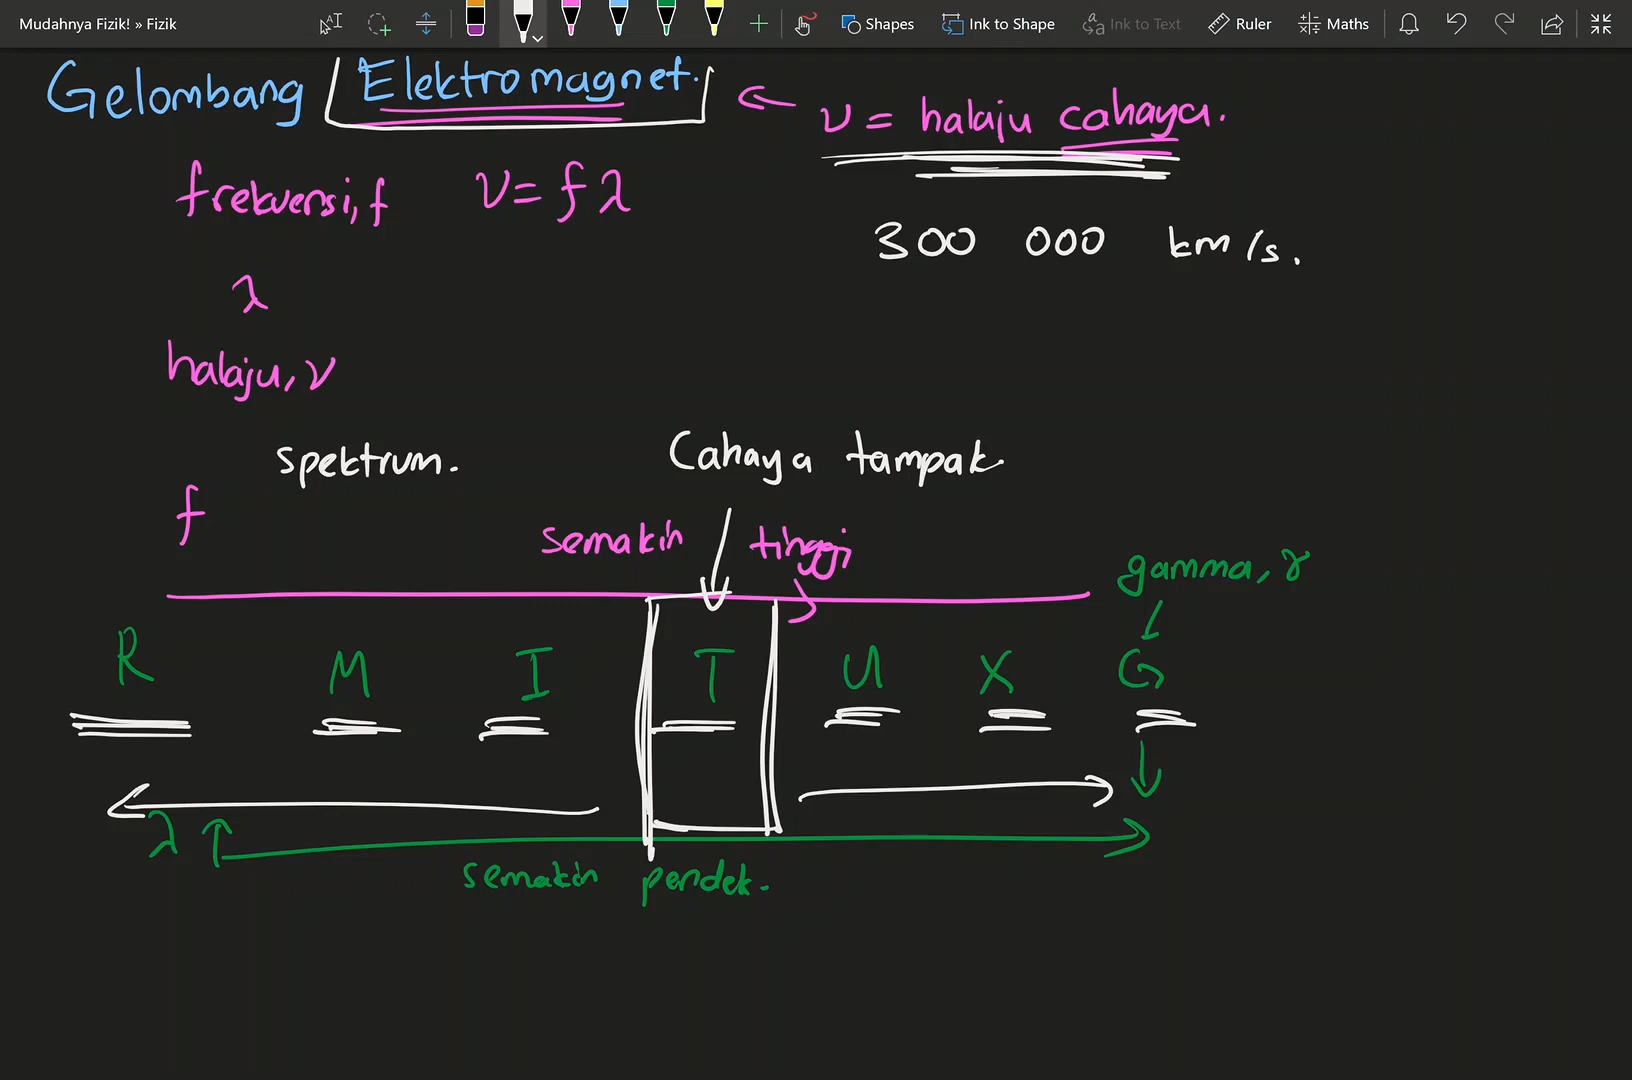 Mudahnya Fizik! » Fizik
Shapes Ink to Shape Ink to Text Ruler Maths
Gelombang Elektromagnet.
v = halaju cahaya.
frekuensi, f v = f λ
300 000 km/s.
λ
halaju, v
spektrum. Cahaya tampak
f
semakin tinggi
gamma, γ
R M I T U X G
λ
semakin pendek.